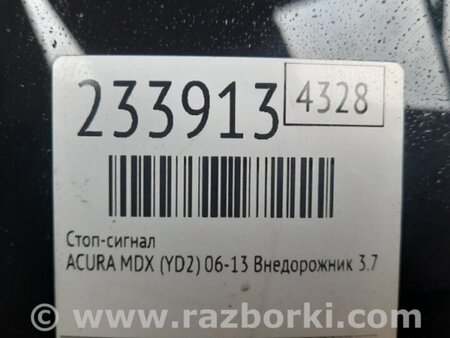 233913 4328
Стоп-сигнал
ACURA MDX (YD2) 06-13 Внедорожник 3.7
© www.razborki.com